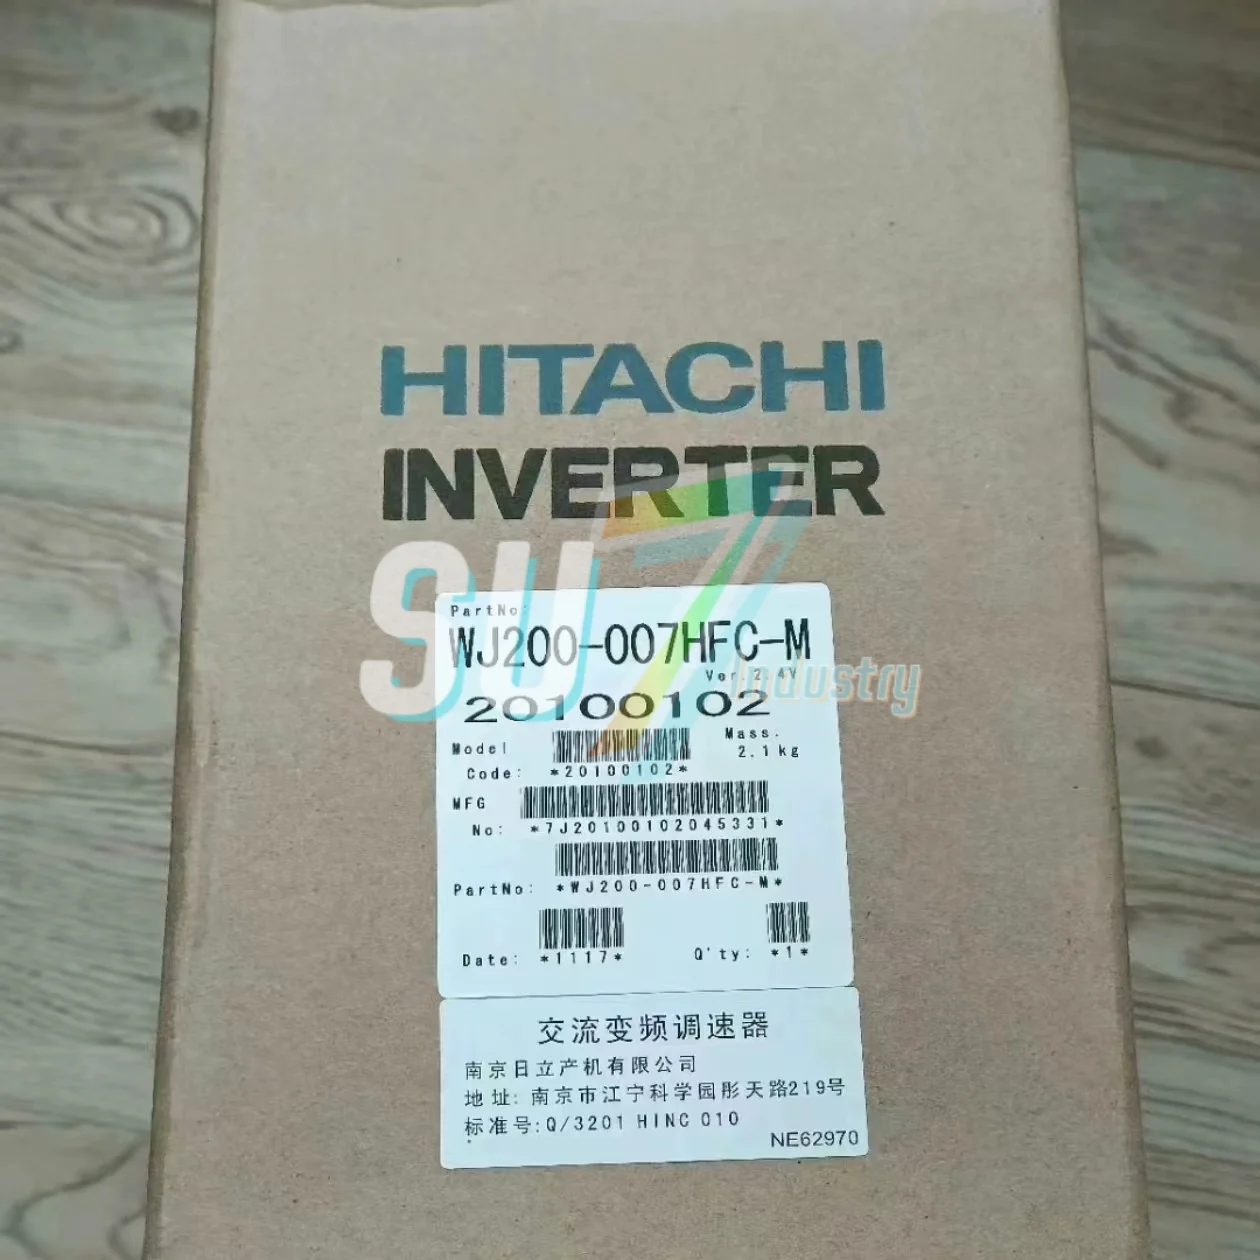 HITACHI
INVERTER
SU7
Industry
PartNo:
WJ200-007HFC-M
Ver.2.4V
20100102
Model
Code: *20100102*
Mass.
2.1kg
MFG
No: *7J20100102045331*
PartNo: *WJ200-007HFC-M*
Date: *1117* Q'ty: *1*
交流变频调速器
南京日立产机有限公司
地址: 南京市江宁科学园彤天路219号
标准号:Q/3201 HINC 010
NE62970